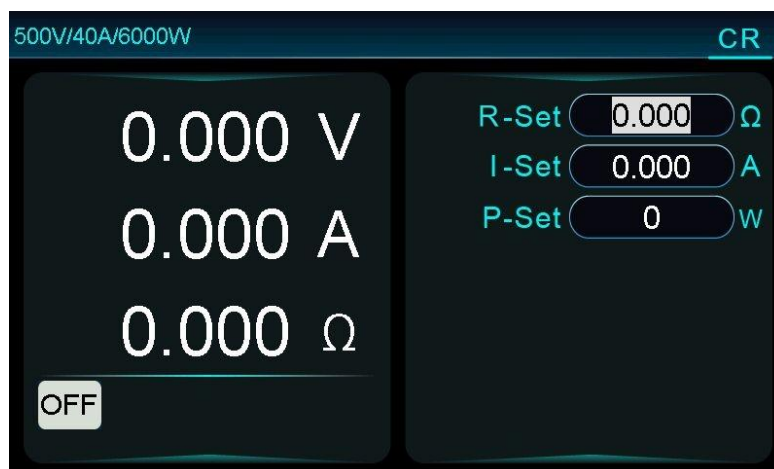 500V/40A/6000W
CR
0.000 V
0.000 A
0.000 Ω
OFF
R-Set 0.000 Ω
I-Set 0.000 A
P-Set 0 W